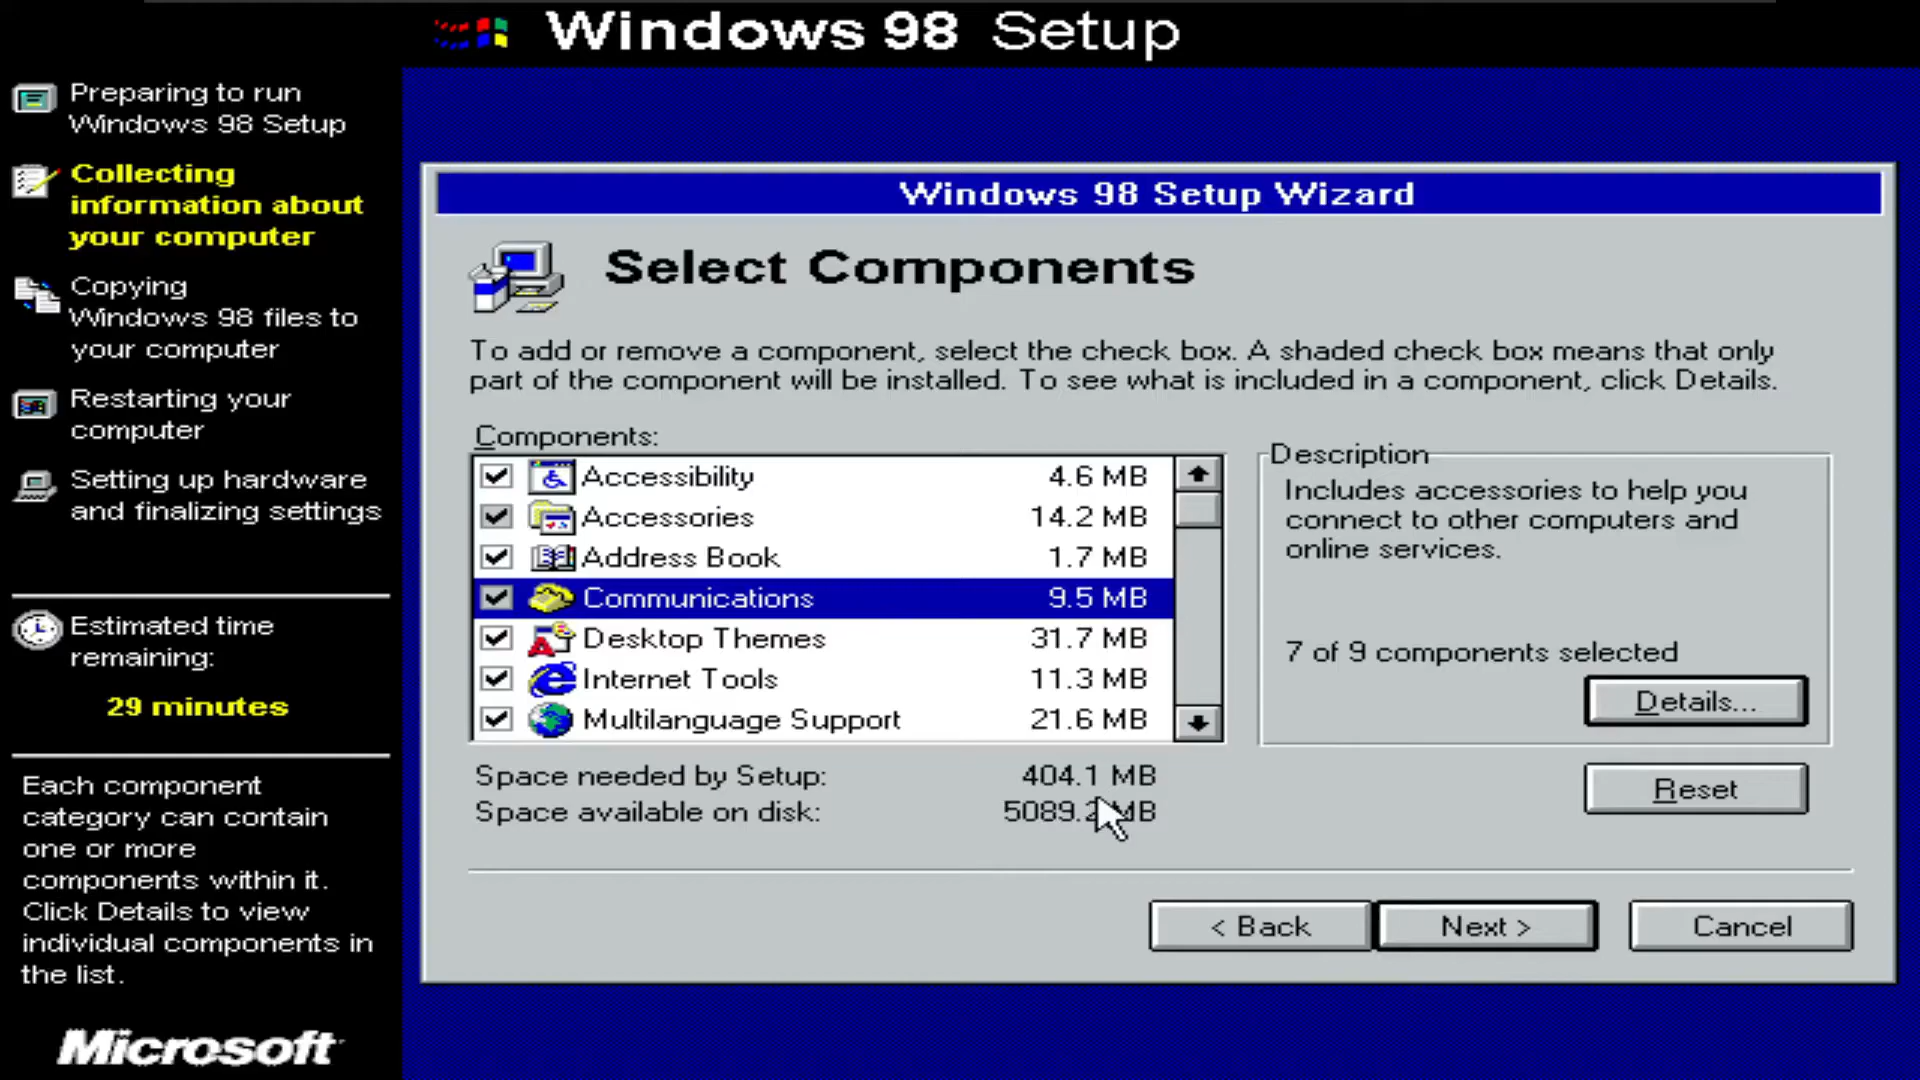 Windows 98 Setup
Preparing to run
Windows 98 Setup
Collecting
information about
your computer
Copying
Windows 98 files to
your computer
Restarting your
computer
Setting up hardware
and finalizing settings
Estimated time
remaining:
29 minutes
Each component
category can contain
one or more
components within it.
Click Details to view
individual components in
the list.
Microsoft
Windows 98 Setup Wizard
Select Components
To add or remove a component, select the check box. A shaded check box means that only
part of the component will be installed. To see what is included in a component, click Details.
Components:
Accessibility 4.6 MB
Accessories 14.2 MB
Address Book 1.7 MB
Communications 9.5 MB
Desktop Themes 31.7 MB
Internet Tools 11.3 MB
Multilanguage Support 21.6 MB
Space needed by Setup: 404.1 MB
Space available on disk: 5089.2 MB
Description
Includes accessories to help you
connect to other computers and
online services.
7 of 9 components selected
Details...
Reset
< Back
Next >
Cancel